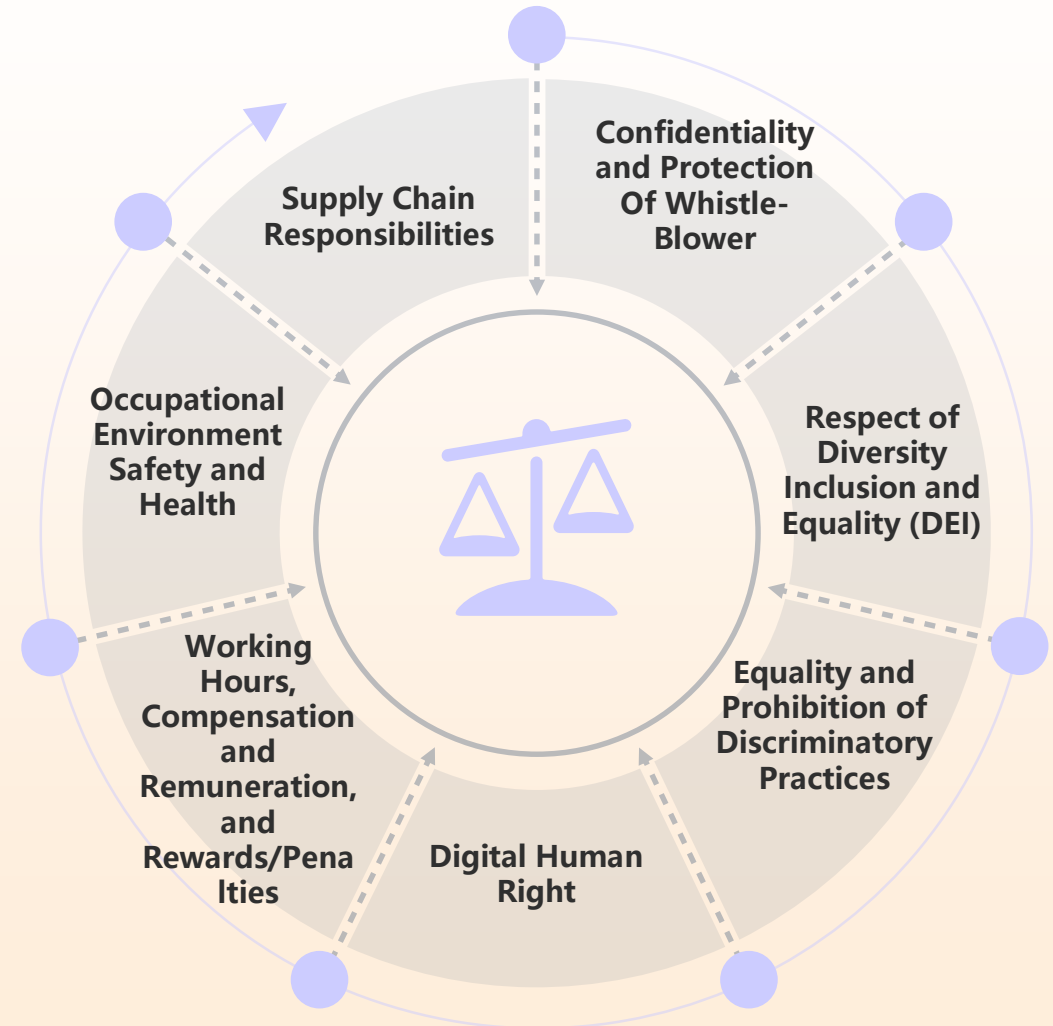 Confidentiality
and Protection
Of Whistle-
Blower
Respect of
Diversity
Inclusion and
Equality (DEI)
Equality and
Prohibition of
Discriminatory
Practices
Digital Human
Right
Working
Hours,
Compensation
and
Remuneration,
and
Rewards/Pena
lties
Occupational
Environment
Safety and
Health
Supply Chain
Responsibilities